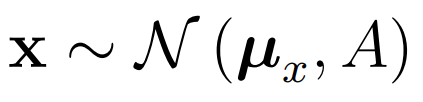 𝐱 ∼ 𝒩 (𝝁ₓ, A)